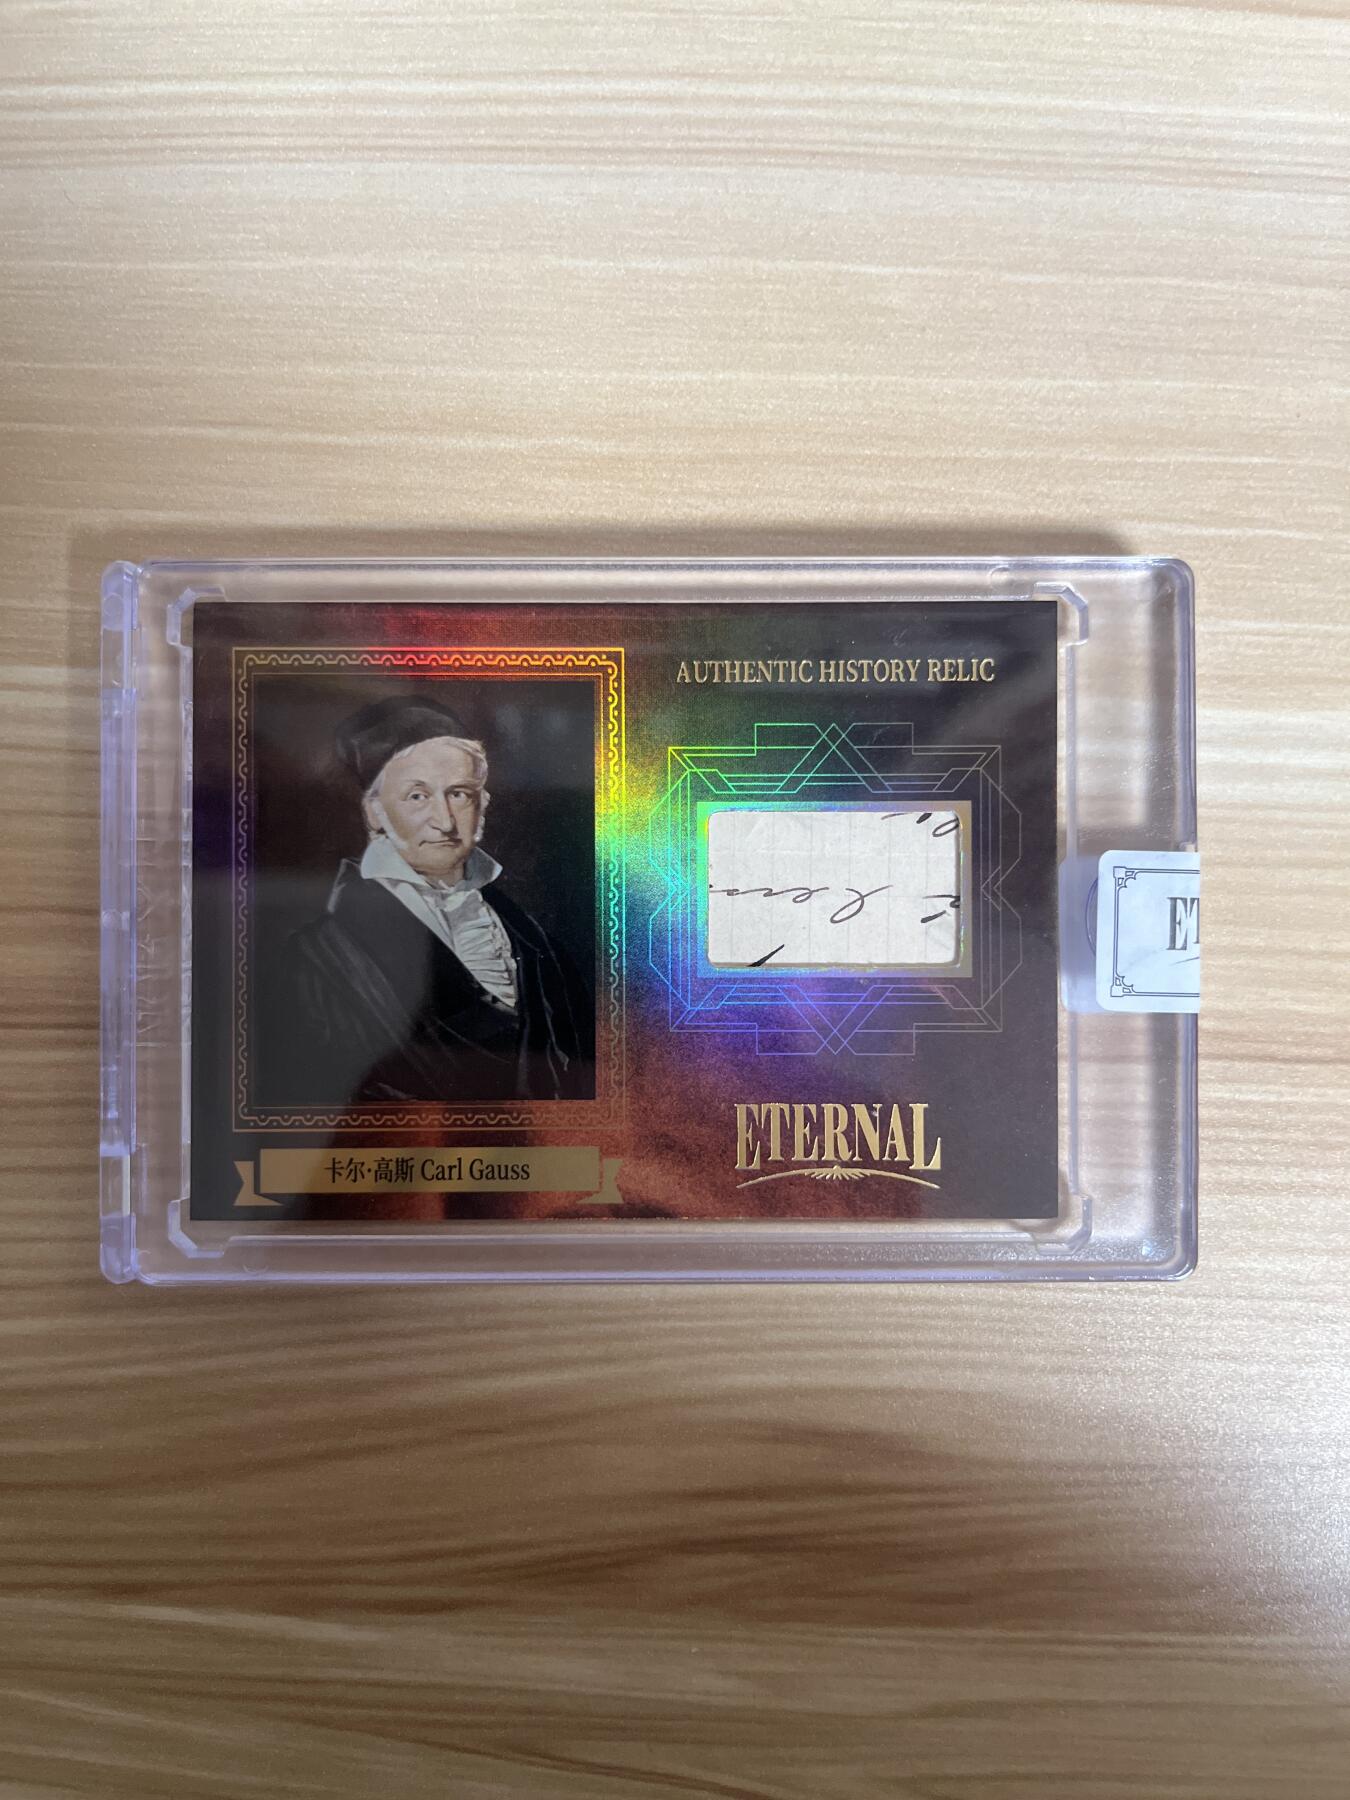 AUTHENTIC HISTORY RELIC
ETERNAL
卡尔·高斯 Carl Gauss